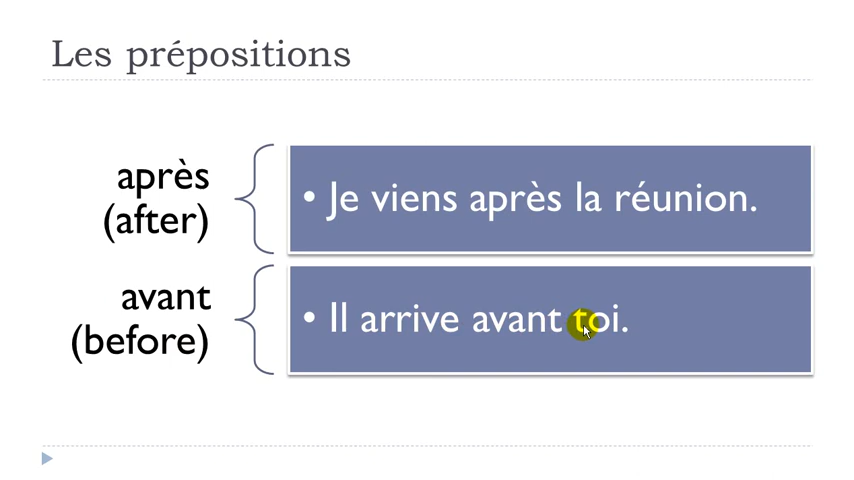 Les prépositions
après
(after)
• Je viens après la réunion.
avant
(before)
• Il arrive avant toi.